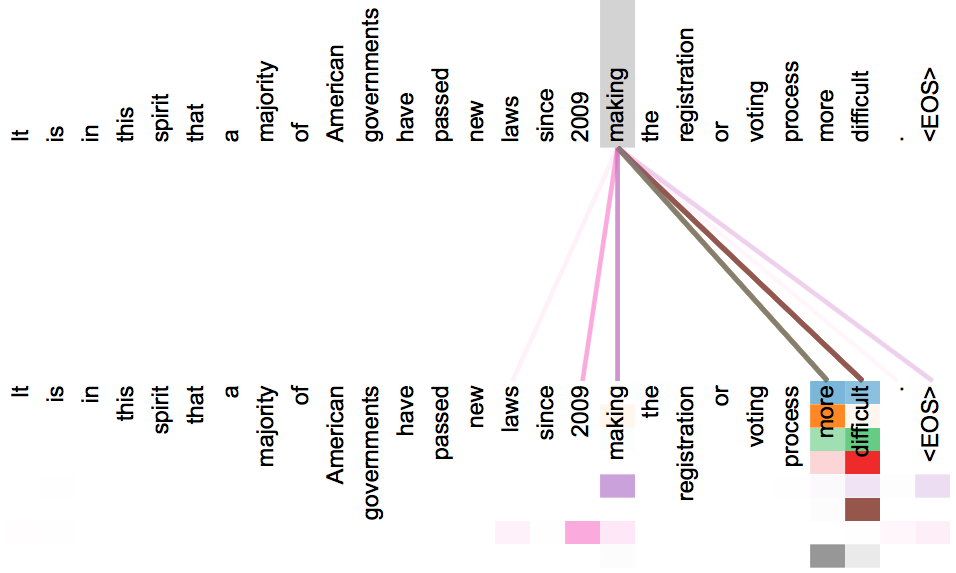 It is in this spirit that a majority of American governments have passed new laws since 2009 making the registration or voting process more difficult . <EOS>
It is in this spirit that a majority of American governments have passed new laws since 2009 making the registration or voting process more difficult . <EOS>